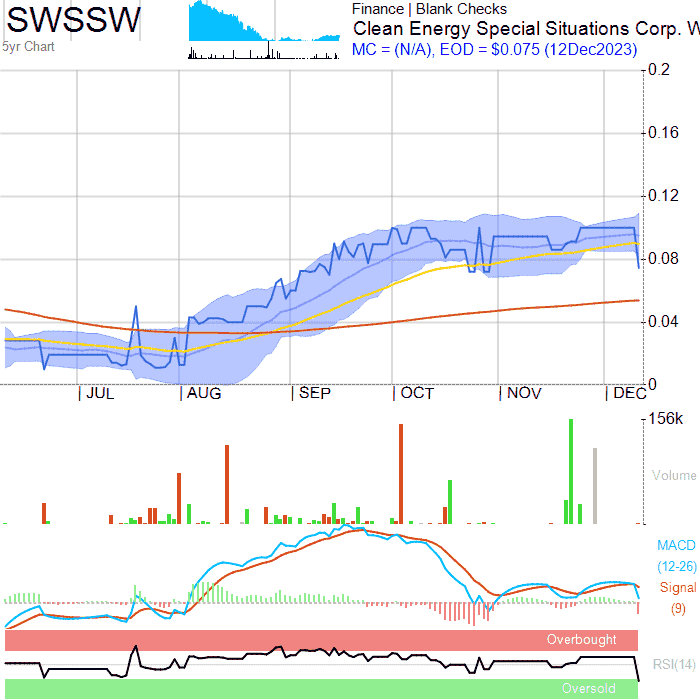 SWSSW
5yr Chart
Finance | Blank Checks
Clean Energy Special Situations Corp. W
MC = (N/A), EOD = $0.075 (12Dec2023)
0.2
0.16
0.12
0.08
0.04
0
JUL AUG SEP OCT NOV DEC
156k
Volume
MACD
(12-26)
Signal
(9)
Overbought
RSI(14)
Oversold